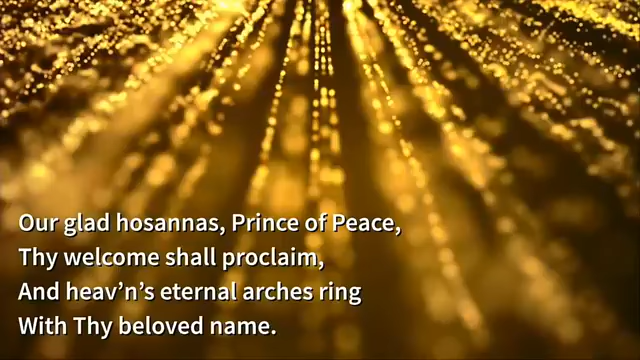 Our glad hosannas, Prince of Peace,
Thy welcome shall proclaim,
And heav’n’s eternal arches ring
With Thy beloved name.